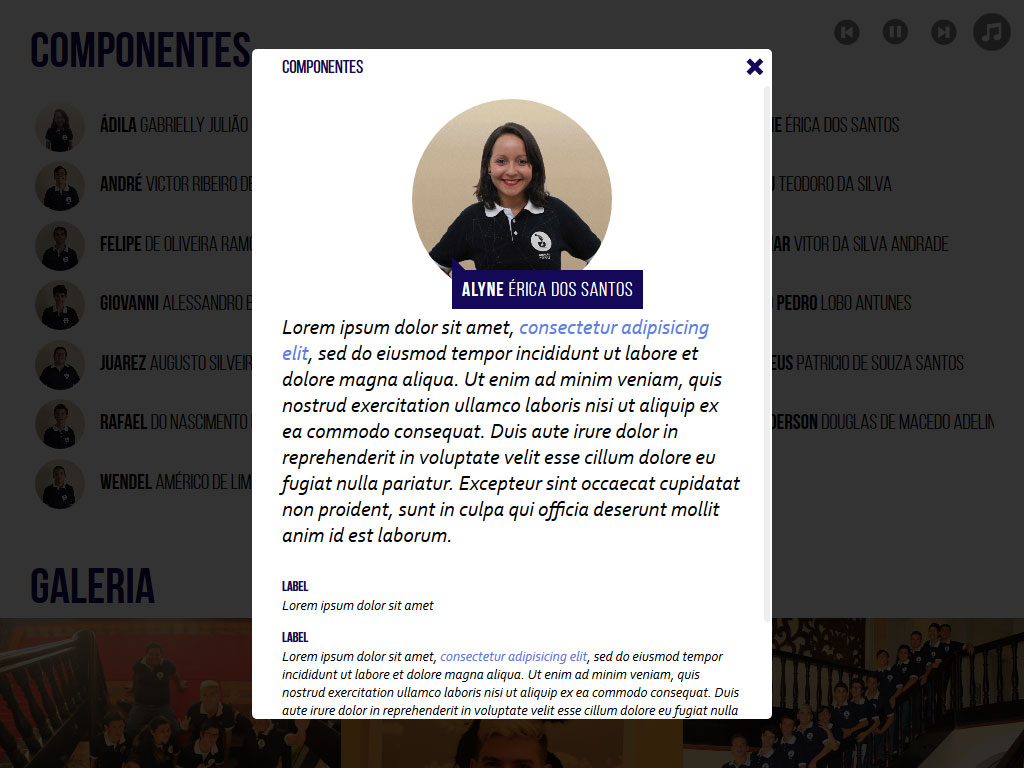 COMPONENTES
COMPONENTES
ÁDILA GABRIELLY JULIÃO
ANDRÉ VICTOR RIBEIRO DE
FELIPE DE OLIVEIRA RAMO
GIOVANNI ALESSANDRO
JUAREZ AUGUSTO SILVEIR
RAFAEL DO NASCIMENTO
WENDEL AMÉRICO DE LIM
ÉRICA DOS SANTOS
TEODORO DA SILVA
VITOR DA SILVA ANDRADE
PEDRO LOBO ANTUNES
PATRICIO DE SOUZA SANTOS
DERSON DOUGLAS DE MACEDO ADELIN
ALYNE ÉRICA DOS SANTOS
Lorem ipsum dolor sit amet, consectetur adipisicing
elit, sed do eiusmod tempor incididunt ut labore et
dolore magna aliqua. Ut enim ad minim veniam, quis
nostrud exercitation ullamco laboris nisi ut aliquip ex
ea commodo consequat. Duis aute irure dolor in
reprehenderit in voluptate velit esse cillum dolore eu
fugiat nulla pariatur. Excepteur sint occaecat cupidatat
non proident, sunt in culpa qui officia deserunt mollit
anim id est laborum.
LABEL
Lorem ipsum dolor sit amet
LABEL
Lorem ipsum dolor sit amet, consectetur adipisicing elit, sed do eiusmod tempor
incididunt ut labore et dolore magna aliqua. Ut enim ad minim veniam, quis
nostrud exercitation ullamco laboris nisi ut aliquip ex ea commodo consequat. Duis
aute irure dolor in reprehenderit in voluptate velit esse cillum dolore eu fugiat nulla
GALERIA